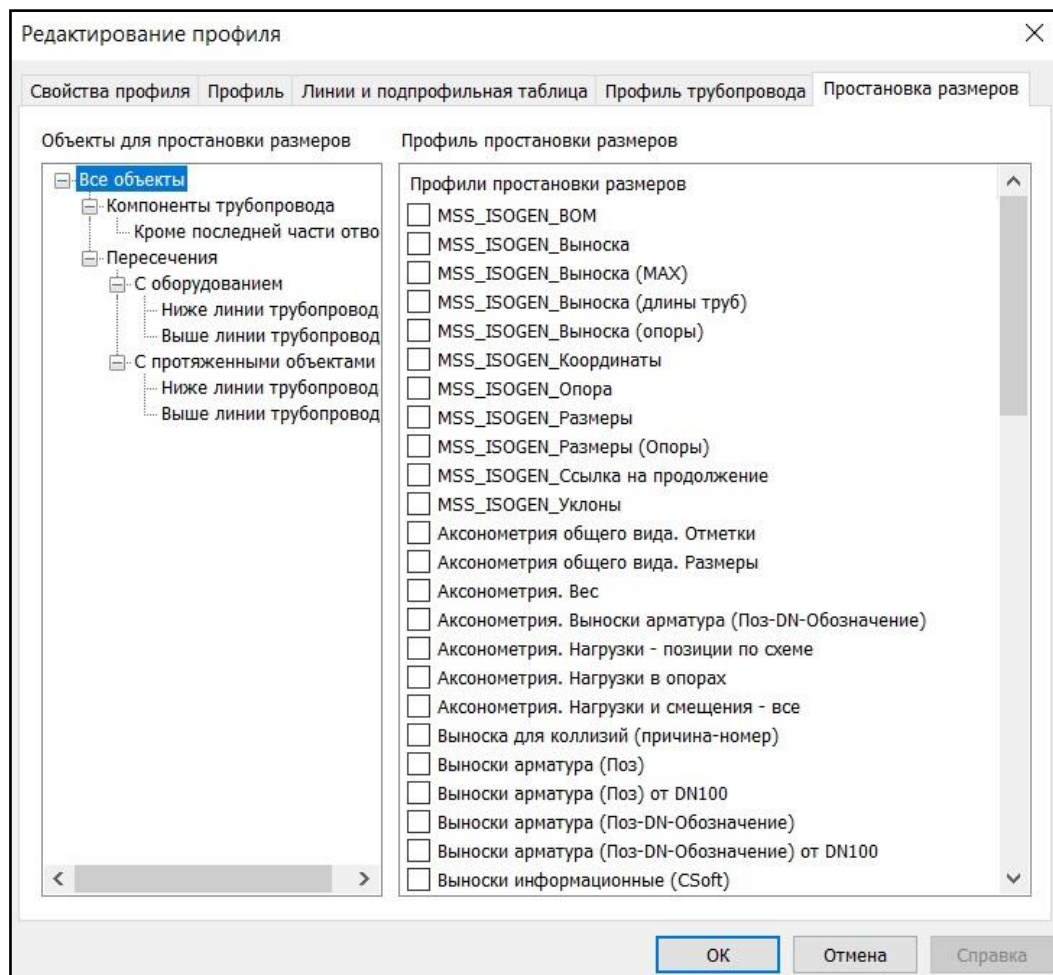 Редактирование профиля
Свойства профиля Профиль Линии и подпрофильная таблица Профиль трубопровода Простановка размеров
Объекты для простановки размеров
Все объекты
Компоненты трубопровода
Кроме последней части отво
Пересечения
С оборудованием
Ниже линии трубопровод
Выше линии трубопровод
С протяженными объектами
Ниже линии трубопровод
Выше линии трубопровод
Профиль простановки размеров
Профили простановки размеров
MSS_ISOGEN_BOM
MSS_ISOGEN_Выноска
MSS_ISOGEN_Выноска (MAX)
MSS_ISOGEN_Выноска (длины труб)
MSS_ISOGEN_Выноска (опоры)
MSS_ISOGEN_Координаты
MSS_ISOGEN_Опора
MSS_ISOGEN_Размеры
MSS_ISOGEN_Размеры (Опоры)
MSS_ISOGEN_Ссылка на продолжение
MSS_ISOGEN_Уклоны
Аксонометрия общего вида. Отметки
Аксонометрия общего вида. Размеры
Аксонометрия. Вес
Аксонометрия. Выноски арматура (Поз-DN-Обозначение)
Аксонометрия. Нагрузки - позиции по схеме
Аксонометрия. Нагрузки в опорах
Аксонометрия. Нагрузки и смещения - все
Выноска для коллизий (причина-номер)
Выноски арматура (Поз)
Выноски арматура (Поз) от DN100
Выноски арматура (Поз-DN-Обозначение)
Выноски арматура (Поз-DN-Обозначение) от DN100
Выноски информационные (CSoft)
ОК Отмена Справка